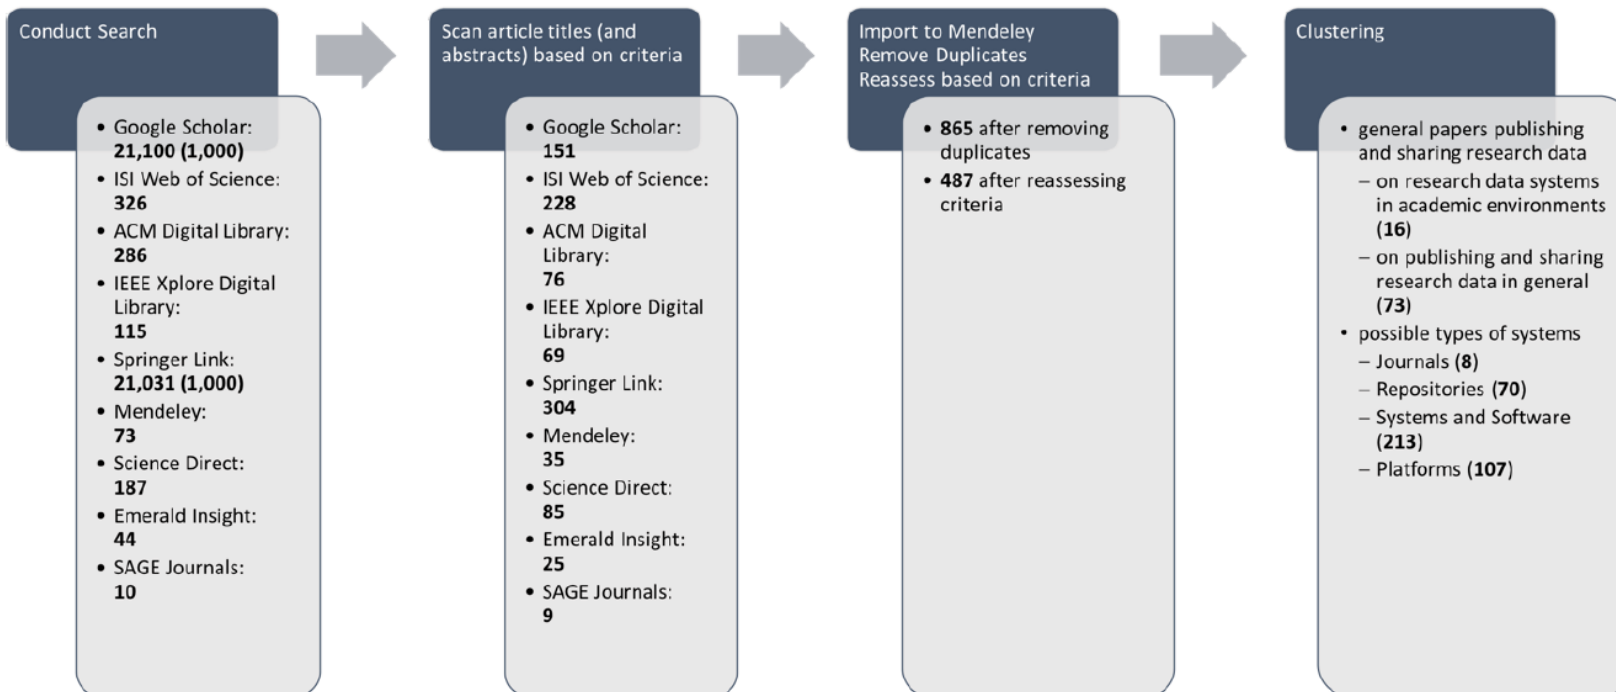 Conduct Search
• Google Scholar:
21,100 (1,000)
• ISI Web of Science:
326
• ACM Digital Library:
286
• IEEE Xplore Digital
Library:
115
• Springer Link:
21,031 (1,000)
• Mendeley:
73
• Science Direct:
187
• Emerald Insight:
44
• SAGE Journals:
10
Scan article titles (and
abstracts) based on criteria
• Google Scholar:
151
• ISI Web of Science:
228
• ACM Digital
Library:
76
• IEEE Xplore Digital
Library:
69
• Springer Link:
304
• Mendeley:
35
• Science Direct:
85
• Emerald Insight:
25
• SAGE Journals:
9
Import to Mendeley
Remove Duplicates
Reassess based on criteria
• 865 after removing
duplicates
• 487 after reassessing
criteria
Clustering
• general papers publishing
and sharing research data
– on research data systems
in academic environments
(16)
– on publishing and sharing
research data in general
(73)
• possible types of systems
– Journals (8)
– Repositories (70)
– Systems and Software
(213)
– Platforms (107)